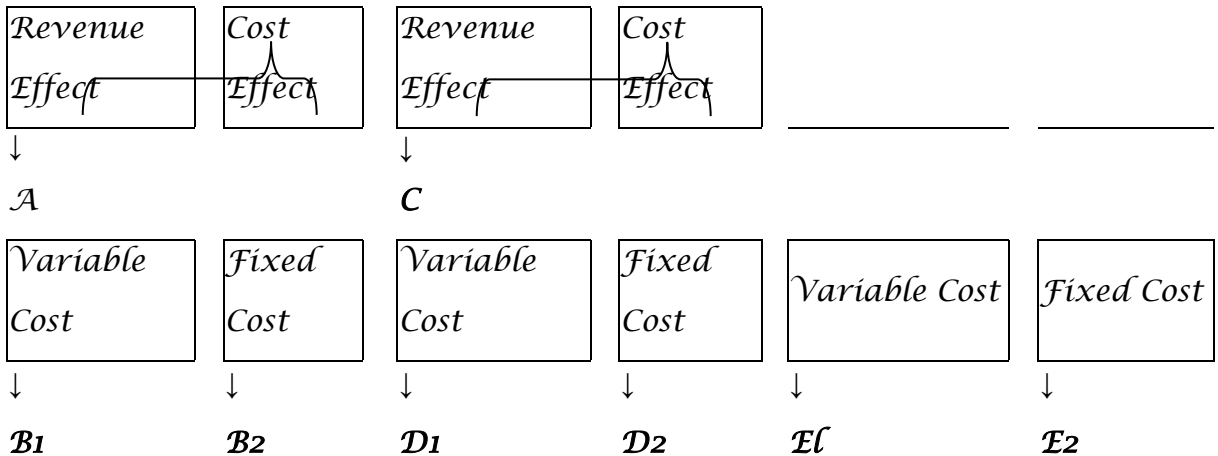 Revenue Cost Revenue Cost
Effect Effect Effect Effect
↓ ↓
A C
Variable Fixed Variable Fixed
Variable Cost Fixed Cost
Cost Cost Cost Cost
↓ ↓ ↓ ↓ ↓ ↓
B1 B2 D1 D2 El E2